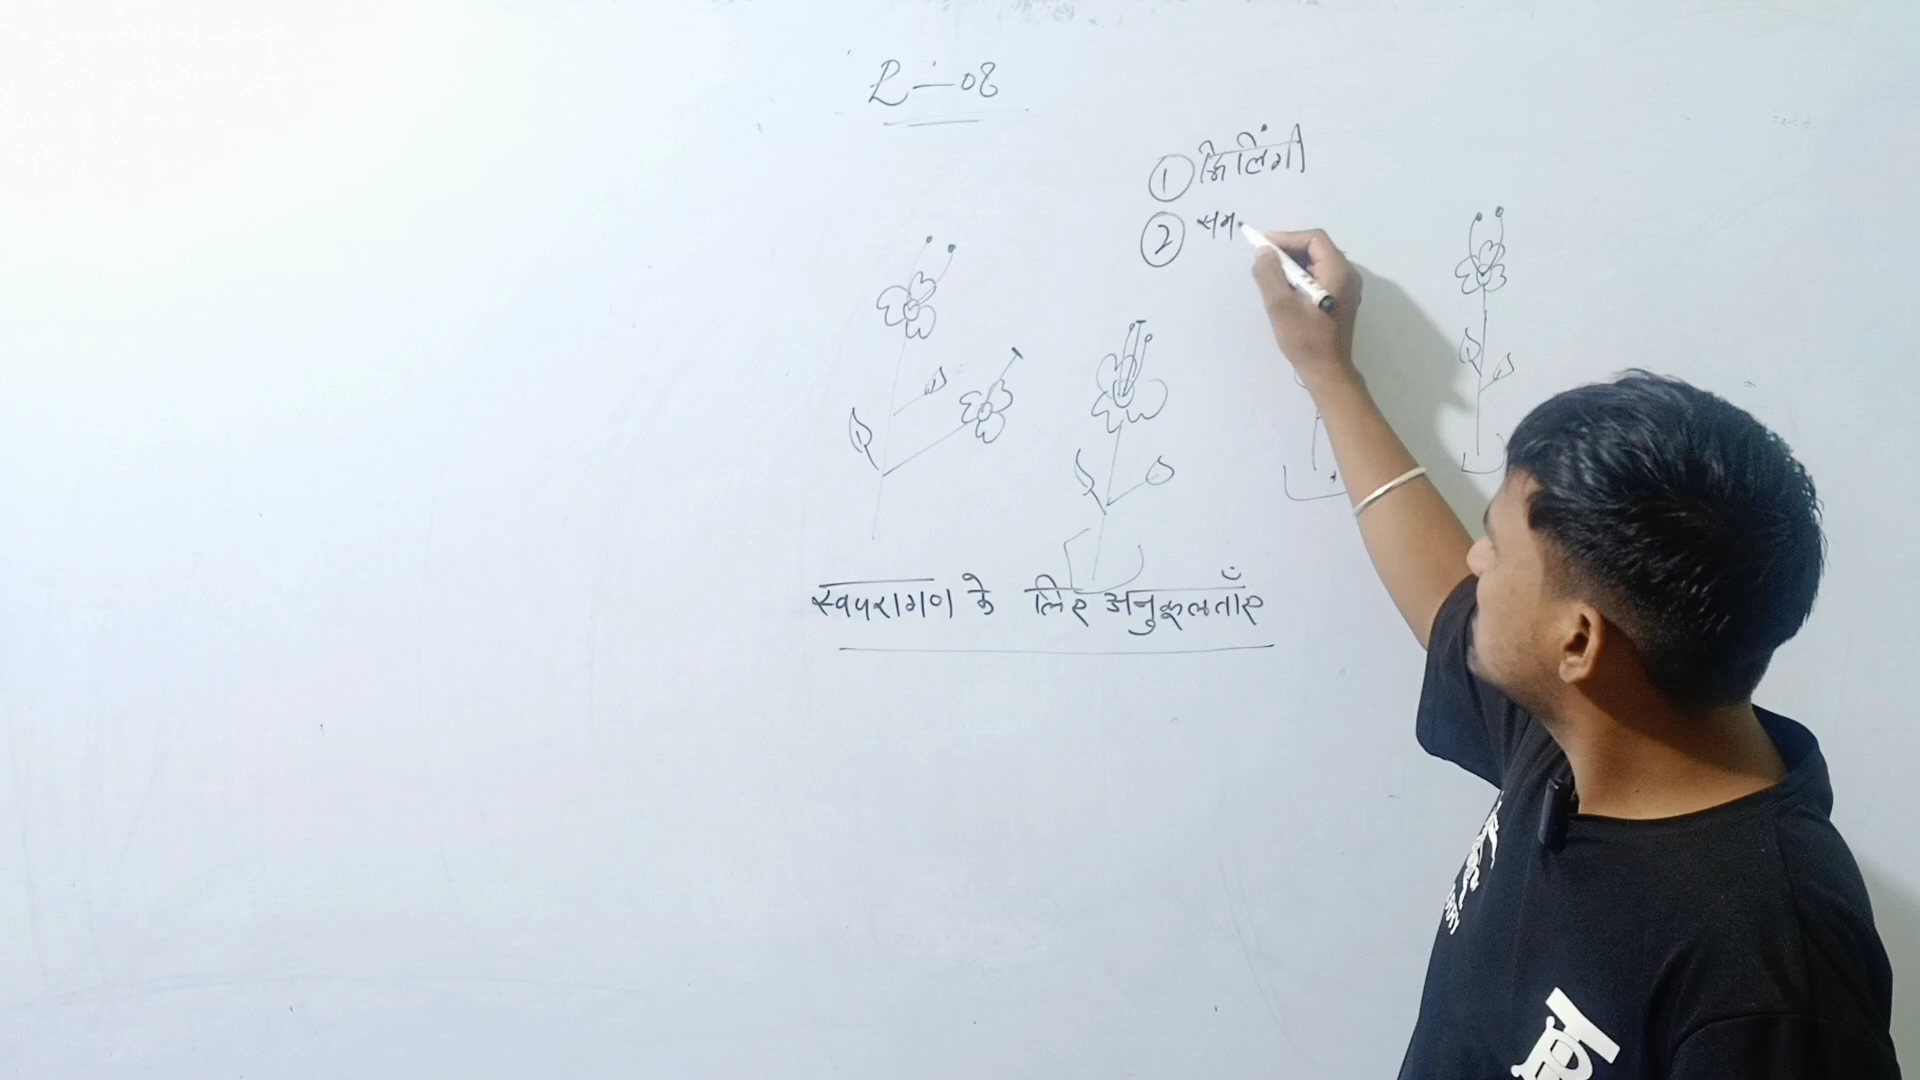 L:-08
① द्विलिंगी
② सम
स्वपरागण के लिए अनुकूलताएँ